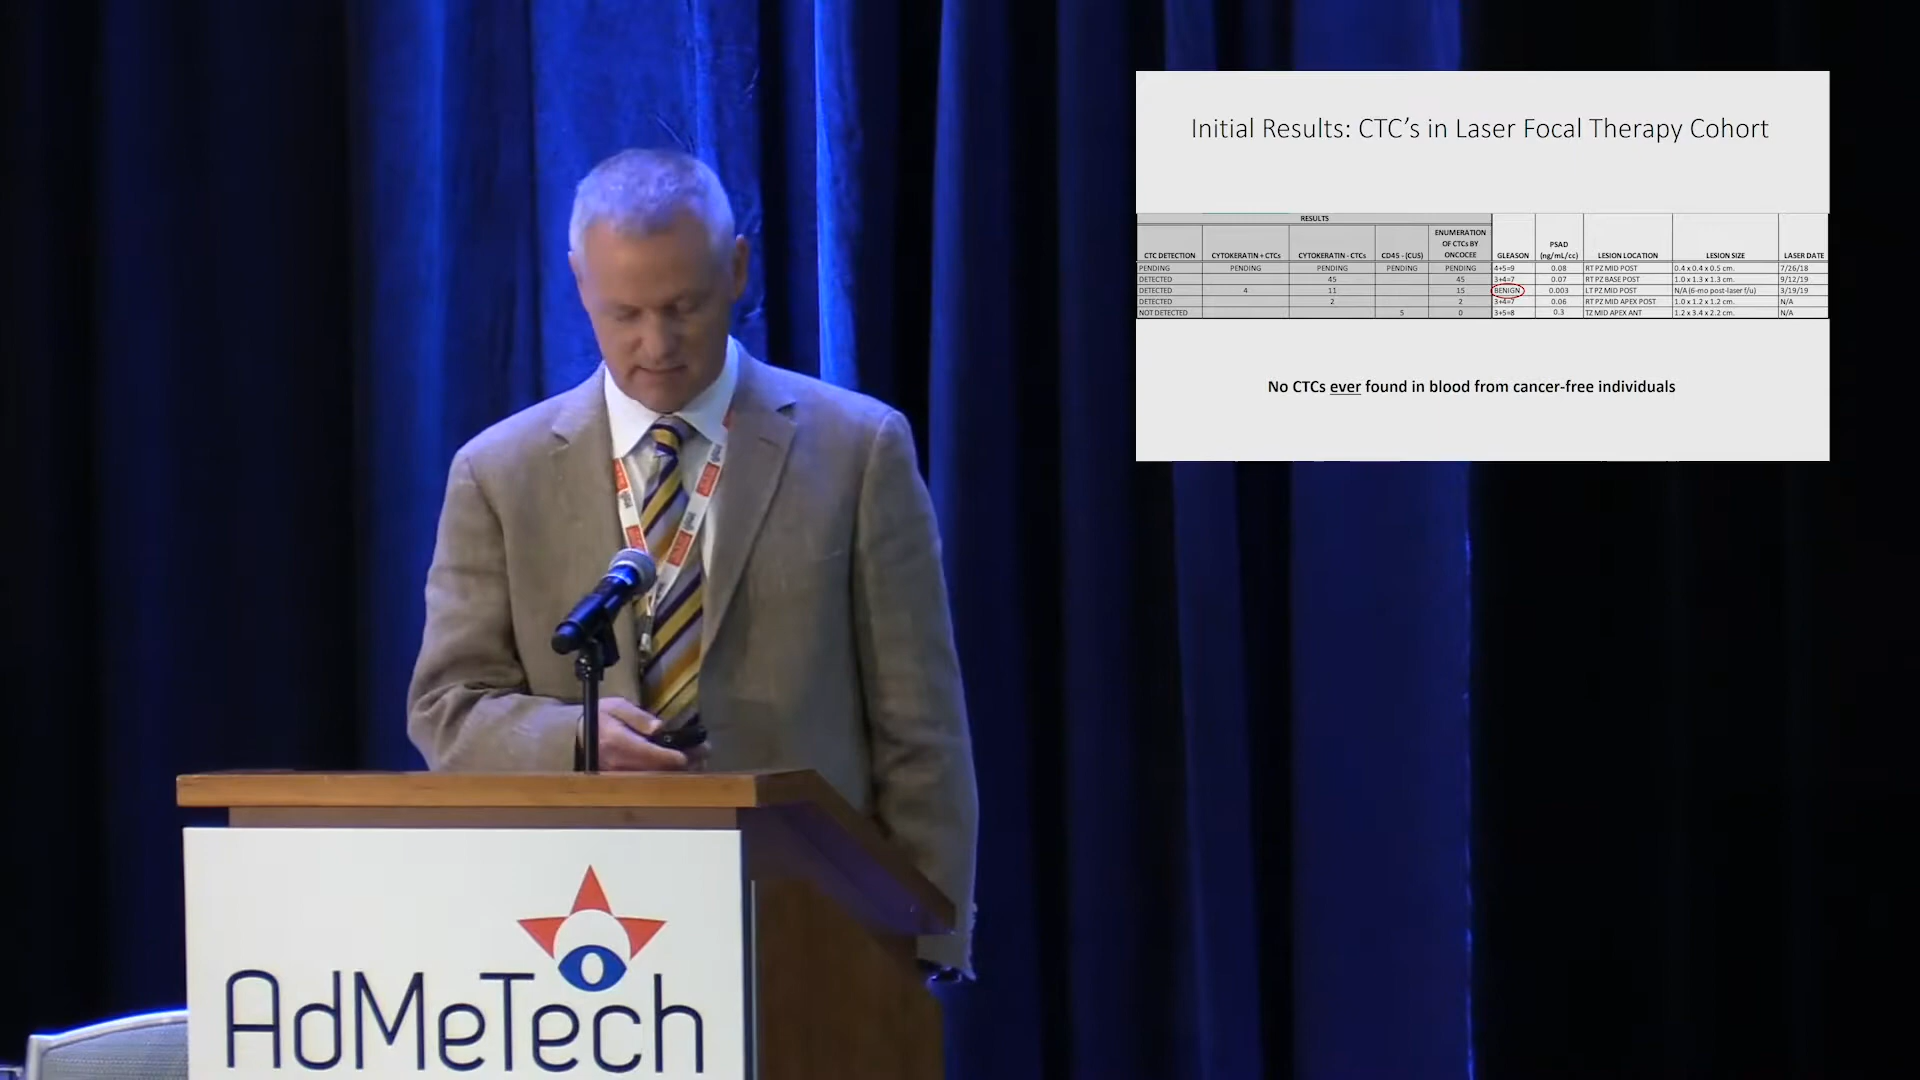 Initial Results: CTC’s in Laser Focal Therapy Cohort
RESULTS
CTC DETECTION CYTOKERATIN + CTCs CYTOKERATIN - CTCs CD45 - (CUS) ENUMERATION OF CTCs BY ONCOCEE GLEASON PSAD (ng/mL/cc) LESION LOCATION LESION SIZE LASER DATE
PENDING PENDING PENDING PENDING PENDING 4+5=9 0.08 RT PZ MID POST 0.4 x 0.4 x 0.5 cm. 7/26/18
DETECTED 45 45 3+4=7 0.07 RT PZ BASE POST 1.0 x 1.3 x 1.3 cm. 9/12/19
DETECTED 4 11 15 BENIGN 0.003 LT PZ MID POST N/A (6-mo post-laser f/u) 3/19/19
DETECTED 2 2 3+4=7 0.06 RT PZ MID APEX POST 1.0 x 1.2 x 1.2 cm. N/A
NOT DETECTED 5 0 3+5=8 0.3 TZ MID APEX ANT 1.2 x 3.4 x 2.2 cm. N/A
No CTCs ever found in blood from cancer-free individuals
AdMeTech